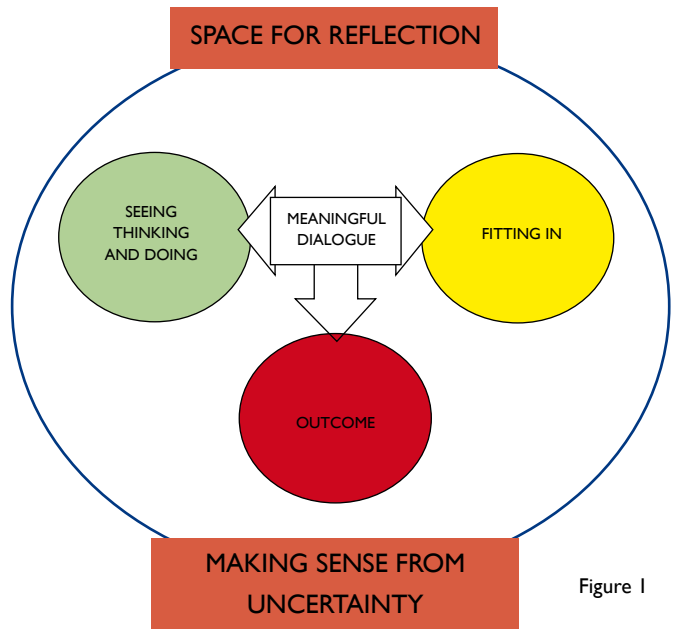 SPACE FOR REFLECTION
SEEING
THINKING
AND DOING
MEANINGFUL
DIALOGUE
FITTING IN
OUTCOME
MAKING SENSE FROM
UNCERTAINTY
Figure 1